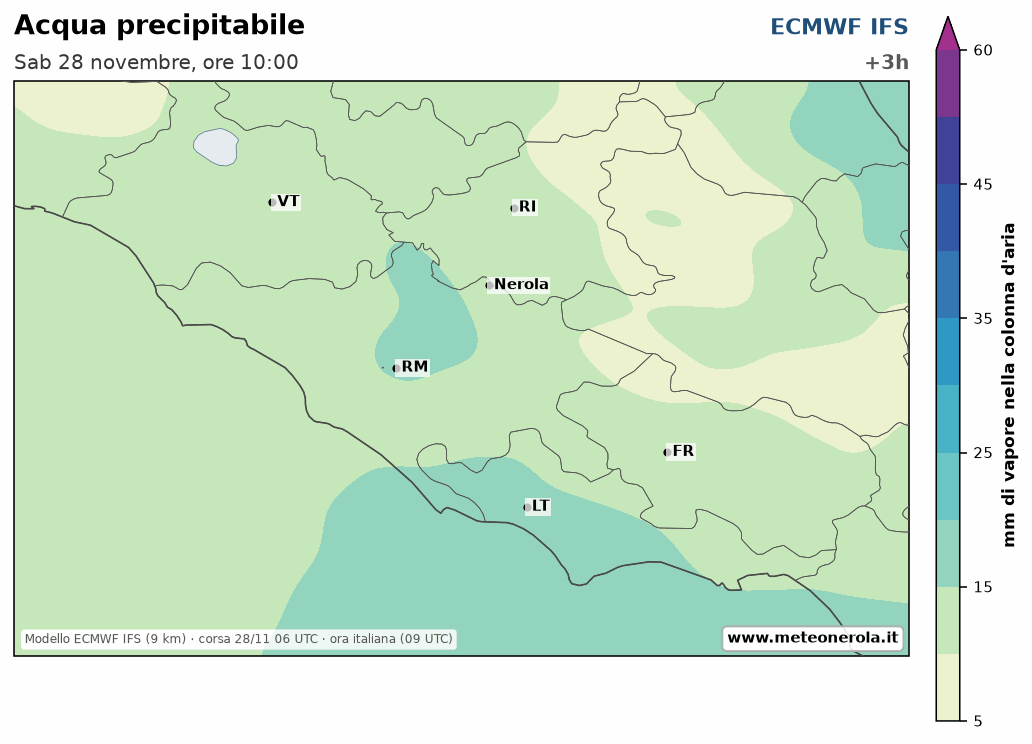 Acqua precipitabile
ECMWF IFS
Sab 28 novembre, ore 10:00
+3h
VT
RI
Nerola
RM
FR
LT
Modello ECMWF IFS (9 km) · corsa 28/11 06 UTC · ora italiana (09 UTC)
www.meteonerola.it
60
45
35
25
15
5
mm di vapore nella colonna d'aria